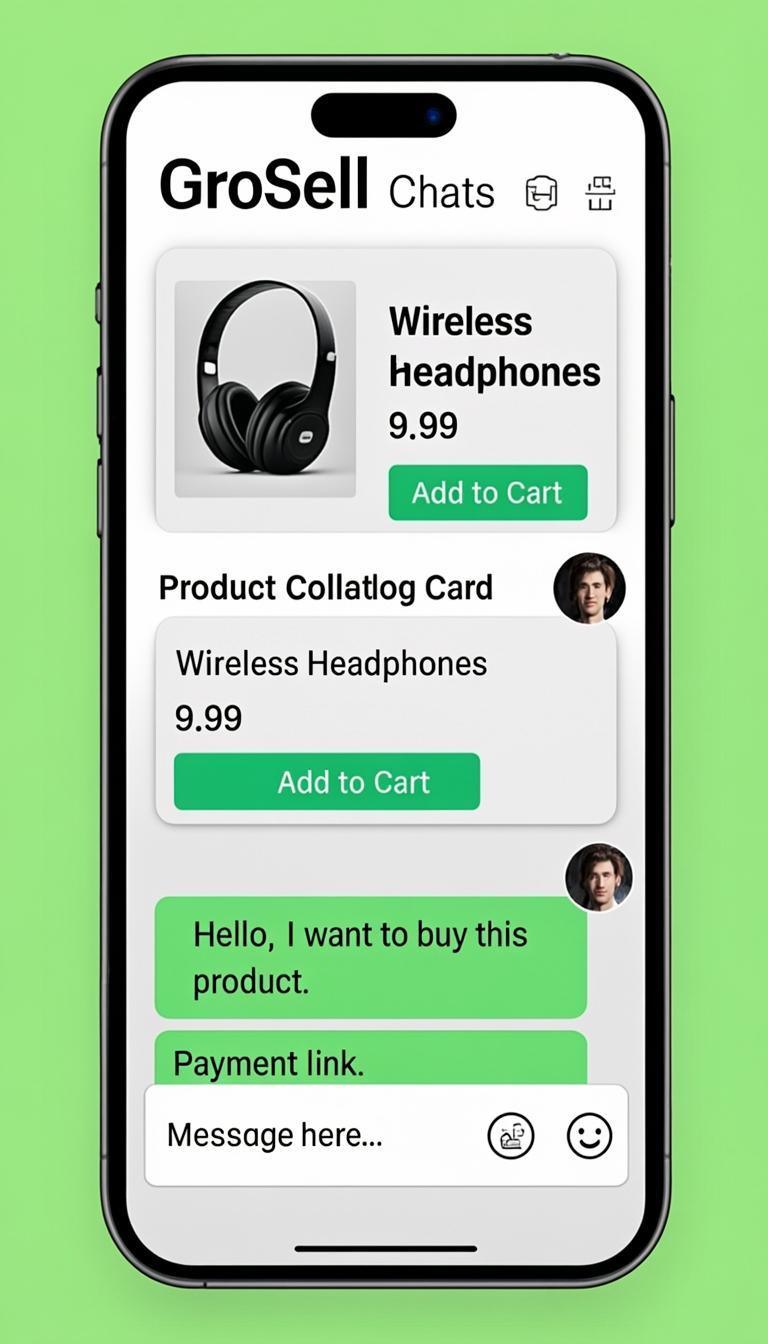 GroSell Chats
Wireless
headphones
9.99
Add to Cart
Product Collatlog Card
Wireless Headphones
9.99
Add to Cart
Hello, I want to buy this
product.
Payment link.
Message here...